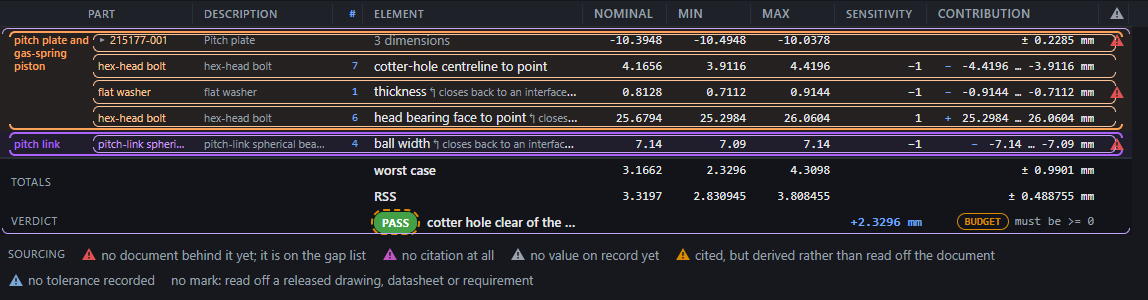 PART DESCRIPTION # ELEMENT NOMINAL MIN MAX SENSITIVITY CONTRIBUTION
pitch plate and gas-spring piston
▸ 215177-001 Pitch plate 3 dimensions -10.3948 -10.4948 -10.0378 ± 0.2285 mm
hex-head bolt hex-head bolt 7 cotter-hole centreline to point 4.1656 3.9116 4.4196 −1 − -4.4196 … -3.9116 mm
flat washer flat washer 1 thickness ↰ closes back to an interface… 0.8128 0.7112 0.9144 −1 − -0.9144 … -0.7112 mm
hex-head bolt hex-head bolt 6 head bearing face to point ↰ closes… 25.6794 25.2984 26.0604 1 + 25.2984 … 26.0604 mm
pitch link pitch-link spheri… pitch-link spherical bea… 4 ball width ↰ closes back to an interfac… 7.14 7.09 7.14 −1 − -7.14 … -7.09 mm
TOTALS
worst case 3.1662 2.3296 4.3098 ± 0.9901 mm
RSS 3.3197 2.830945 3.808455 ± 0.488755 mm
VERDICT PASS cotter hole clear of the … +2.3296 mm BUDGET must be >= 0
SOURCING no document behind it yet; it is on the gap list no citation at all no value on record yet cited, but derived rather than read off the document
no tolerance recorded no mark: read off a released drawing, datasheet or requirement